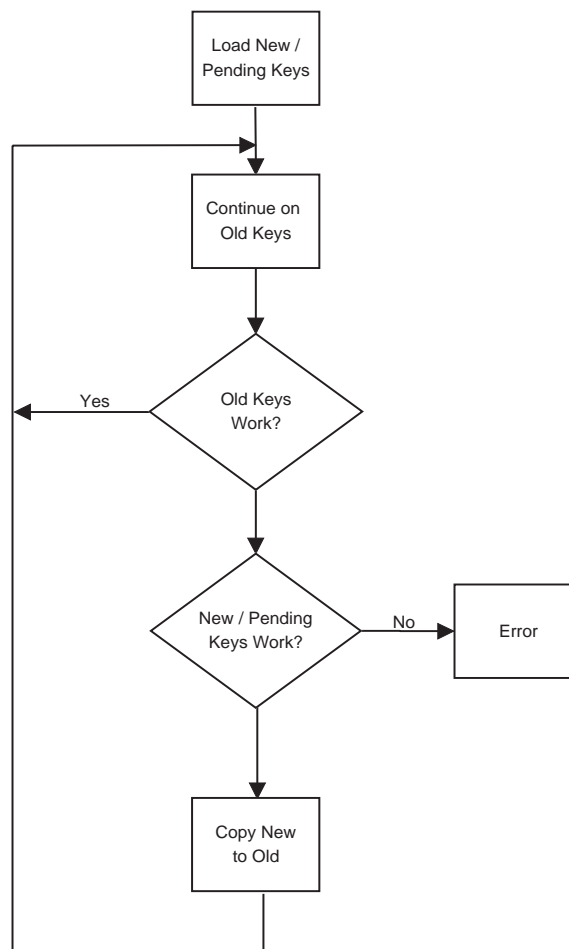 Load New /
Pending Keys
Continue on
Old Keys
Yes
Old Keys
Work?
New / Pending
Keys Work?
No
Error
Copy New
to Old